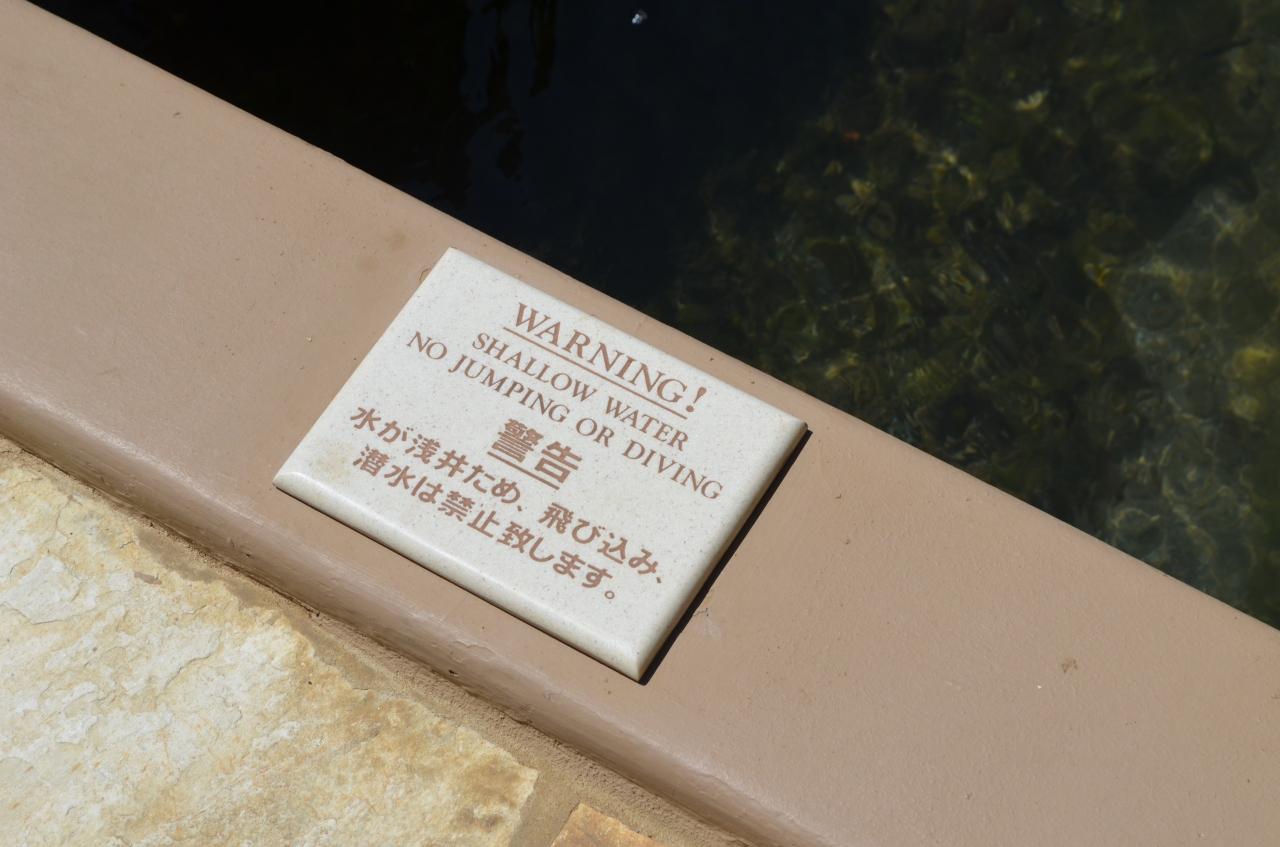 WARNING!
SHALLOW WATER
NO JUMPING OR DIVING
警告
水が浅井ため、飛び込み、
潜水は禁止致します。